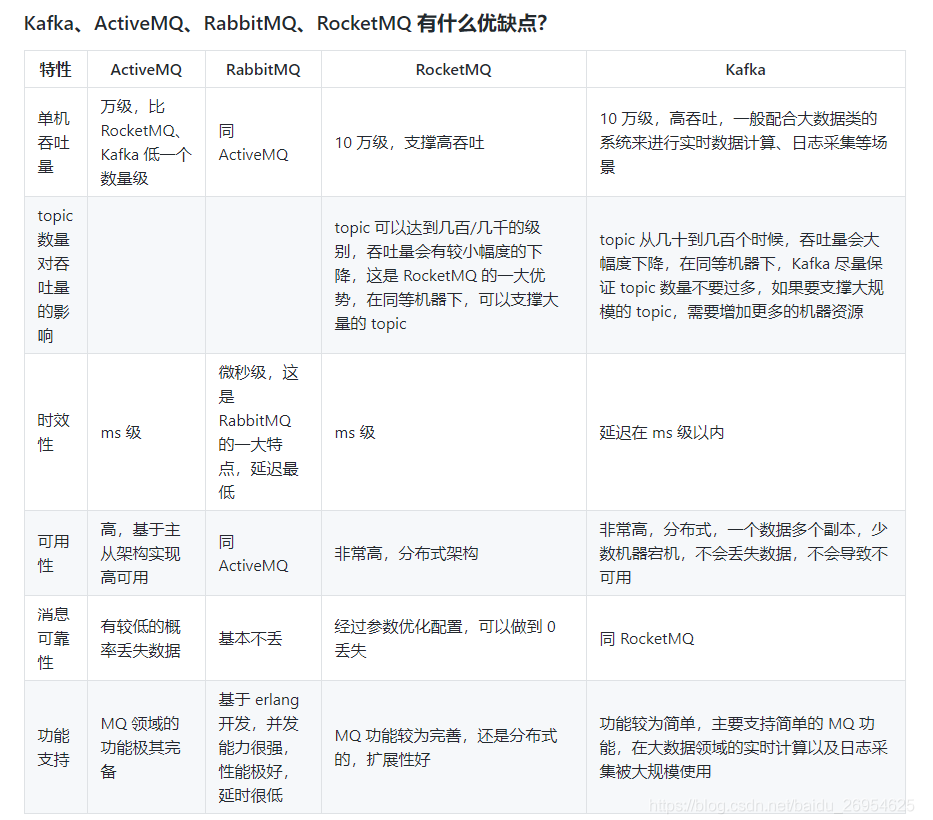 Kafka、ActiveMQ、RabbitMQ、RocketMQ 有什么优缺点？
特性
ActiveMQ
RabbitMQ
RocketMQ
Kafka
单机
吞吐
量
万级，比
RocketMQ、
Kafka 低一个
数量级
同
ActiveMQ
10 万级，支撑高吞吐
10 万级，高吞吐，一般配合大数据类的
系统来进行实时数据计算、日志采集等场
景
topic
数量
对吞
吐量
的影
响
topic 可以达到几百/几千的级
别，吞吐量会有较小幅度的下
降，这是 RocketMQ 的一大优
势，在同等机器下，可以支撑大
量的 topic
topic 从几十到几百个时候，吞吐量会大
幅度下降，在同等机器下，Kafka 尽量保
证 topic 数量不要过多，如果要支撑大规
模的 topic，需要增加更多的机器资源
时效
性
ms 级
微秒级，这
是
RabbitMQ
的一大特
点，延迟最
低
ms 级
延迟在 ms 级以内
可用
性
高，基于主
从架构实现
高可用
同
ActiveMQ
非常高，分布式架构
非常高，分布式，一个数据多个副本，少
数机器宕机，不会丢失数据，不会导致不
可用
消息
可靠
性
有较低的概
率丢失数据
基本不丢
经过参数优化配置，可以做到 0
丢失
同 RocketMQ
功能
支持
MQ 领域的
功能极其完
备
基于 erlang
开发，并发
能力很强，
性能极好，
延时很低
MQ 功能较为完善，还是分布式
的，扩展性好
功能较为简单，主要支持简单的 MQ 功
能，在大数据领域的实时计算以及日志采
集被大规模使用
https://blog.csdn.net/baidu_26954625